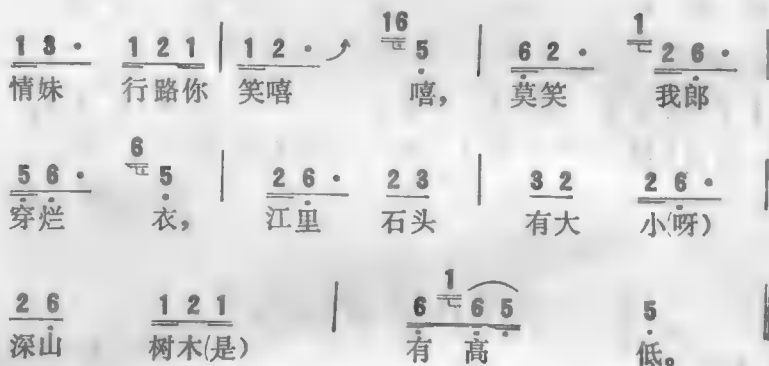 1 3 · 1 2 1 | 1 2 · 16 5 | 6 2 · 1 2 6 · |
情妹 行路你 笑嘻 嘻, 莫笑 我郎
5 6 · 6 5 | 2 6 · 2 3 | 3 2 2 6 · |
穿烂 衣, 江里 石头 有大 小(呀)
2 6 1 2 1 | 6 1 6 5 5
深山 树木(是) 有 高 低。